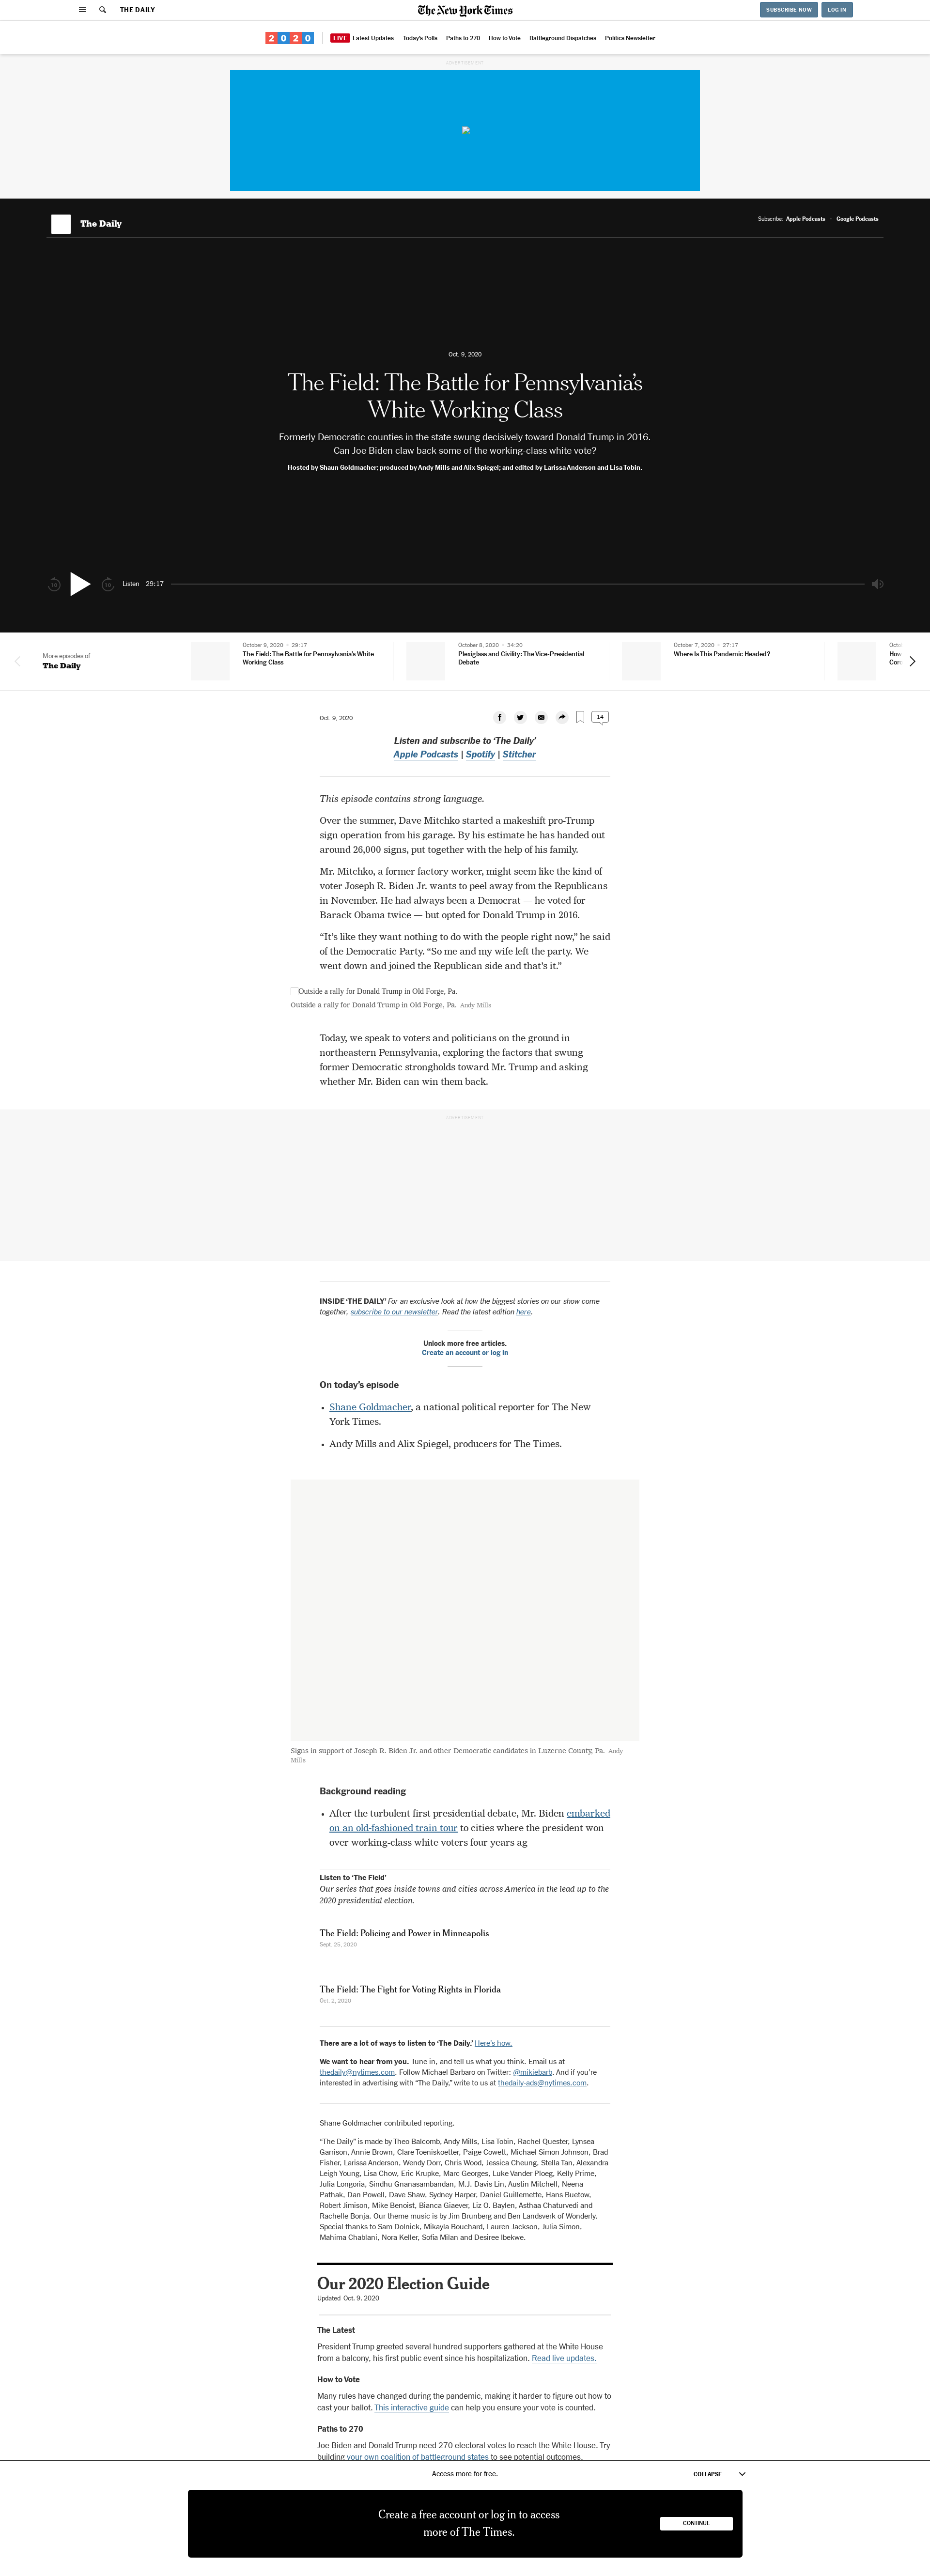 THE DAILY
The New York Times
SUBSCRIBE NOW
LOG IN
2020
LIVE Latest Updates
Today's Polls
Paths to 270
How to Vote
Battleground Dispatches
Politics Newsletter
ADVERTISEMENT
The Daily
Subscribe: Apple Podcasts · Google Podcasts
Oct. 9, 2020
The Field: The Battle for Pennsylvania’s
White Working Class
Formerly Democratic counties in the state swung decisively toward Donald Trump in 2016.
Can Joe Biden claw back some of the working-class white vote?
Hosted by Shaun Goldmacher; produced by Andy Mills and Alix Spiegel; and edited by Larissa Anderson and Lisa Tobin.
10
10
Listen 29:17
More episodes of
The Daily
October 9, 2020 · 29:17
The Field: The Battle for Pennsylvania’s White
Working Class
October 8, 2020 · 34:20
Plexiglass and Civility: The Vice-Presidential
Debate
October 7, 2020 · 27:17
Where Is This Pandemic Headed?
Oct. 9, 2020
14
Listen and subscribe to ‘The Daily’
Apple Podcasts | Spotify | Stitcher
This episode contains strong language.
Over the summer, Dave Mitchko started a makeshift pro-Trump
sign operation from his garage. By his estimate he has handed out
around 26,000 signs, put together with the help of his family.
Mr. Mitchko, a former factory worker, might seem like the kind of
voter Joseph R. Biden Jr. wants to peel away from the Republicans
in November. He had always been a Democrat — he voted for
Barack Obama twice — but opted for Donald Trump in 2016.
“It’s like they want nothing to do with the people right now,” he said
of the Democratic Party. “So me and my wife left the party. We
went down and joined the Republican side and that’s it.”
Outside a rally for Donald Trump in Old Forge, Pa.
Outside a rally for Donald Trump in Old Forge, Pa. Andy Mills
Today, we speak to voters and politicians on the ground in
northeastern Pennsylvania, exploring the factors that swung
former Democratic strongholds toward Mr. Trump and asking
whether Mr. Biden can win them back.
ADVERTISEMENT
INSIDE ‘THE DAILY’ For an exclusive look at how the biggest stories on our show come
together, subscribe to our newsletter. Read the latest edition here.
Unlock more free articles.
Create an account or log in
On today’s episode
• Shane Goldmacher, a national political reporter for The New
York Times.
• Andy Mills and Alix Spiegel, producers for The Times.
Signs in support of Joseph R. Biden Jr. and other Democratic candidates in Luzerne County, Pa. Andy
Mills
Background reading
• After the turbulent first presidential debate, Mr. Biden embarked
on an old-fashioned train tour to cities where the president won
over working-class white voters four years ag
Listen to ‘The Field’
Our series that goes inside towns and cities across America in the lead up to the
2020 presidential election.
The Field: Policing and Power in Minneapolis
Sept. 25, 2020
The Field: The Fight for Voting Rights in Florida
Oct. 2, 2020
There are a lot of ways to listen to ‘The Daily.’ Here’s how.
We want to hear from you. Tune in, and tell us what you think. Email us at
thedaily@nytimes.com. Follow Michael Barbaro on Twitter: @mikiebarb. And if you’re
interested in advertising with “The Daily,” write to us at thedaily-ads@nytimes.com.
Shane Goldmacher contributed reporting.
“The Daily” is made by Theo Balcomb, Andy Mills, Lisa Tobin, Rachel Quester, Lynsea
Garrison, Annie Brown, Clare Toeniskoetter, Paige Cowett, Michael Simon Johnson, Brad
Fisher, Larissa Anderson, Wendy Dorr, Chris Wood, Jessica Cheung, Stella Tan, Alexandra
Leigh Young, Lisa Chow, Eric Krupke, Marc Georges, Luke Vander Ploeg, Kelly Prime,
Julia Longoria, Sindhu Gnanasambandan, M.J. Davis Lin, Austin Mitchell, Neena
Pathak, Dan Powell, Dave Shaw, Sydney Harper, Daniel Guillemette, Hans Buetow,
Robert Jimison, Mike Benoist, Bianca Giaever, Liz O. Baylen, Asthaa Chaturvedi and
Rachelle Bonja. Our theme music is by Jim Brunberg and Ben Landsverk of Wonderly.
Special thanks to Sam Dolnick, Mikayla Bouchard, Lauren Jackson, Julia Simon,
Mahima Chablani, Nora Keller, Sofia Milan and Desiree Ibekwe.
Our 2020 Election Guide
Updated Oct. 9, 2020
The Latest
President Trump greeted several hundred supporters gathered at the White House
from a balcony, his first public event since his hospitalization. Read live updates.
How to Vote
Many rules have changed during the pandemic, making it harder to figure out how to
cast your ballot. This interactive guide can help you ensure your vote is counted.
Paths to 270
Joe Biden and Donald Trump need 270 electoral votes to reach the White House. Try
building your own coalition of battleground states to see potential outcomes.
Access more for free.
COLLAPSE
Create a free account or log in to access
more of The Times.
CONTINUE